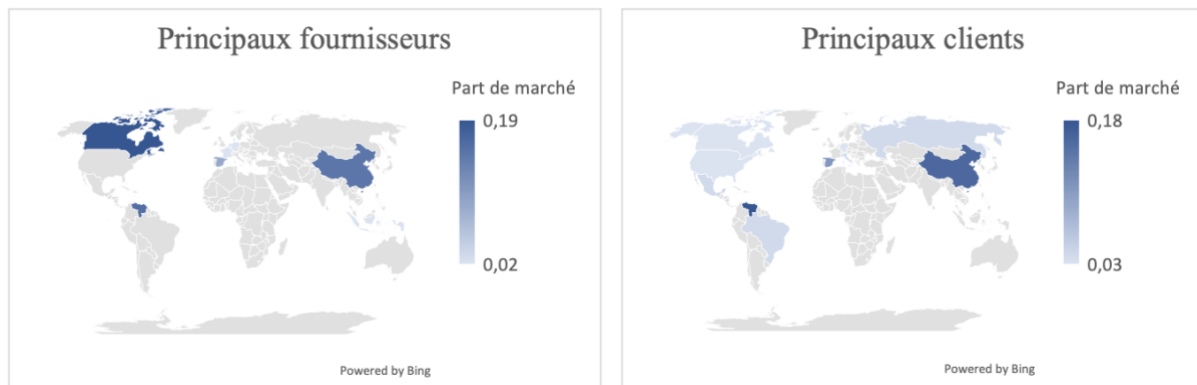 Principaux fournisseurs
Part de marché
0,19
0,02
Powered by Bing
Principaux clients
Part de marché
0,18
0,03
Powered by Bing